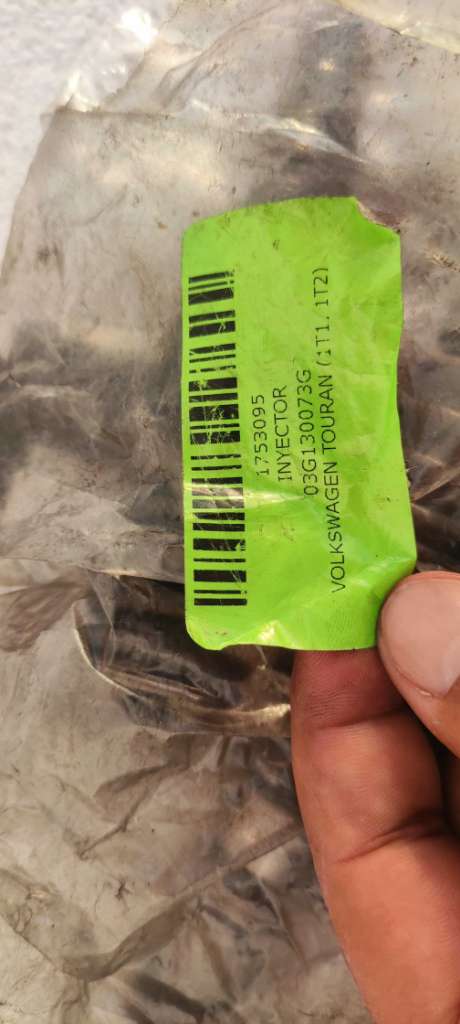 1753095
INYECTOR
03G130073G
VOLKSWAGEN TOURAN (1T1, 1T2)